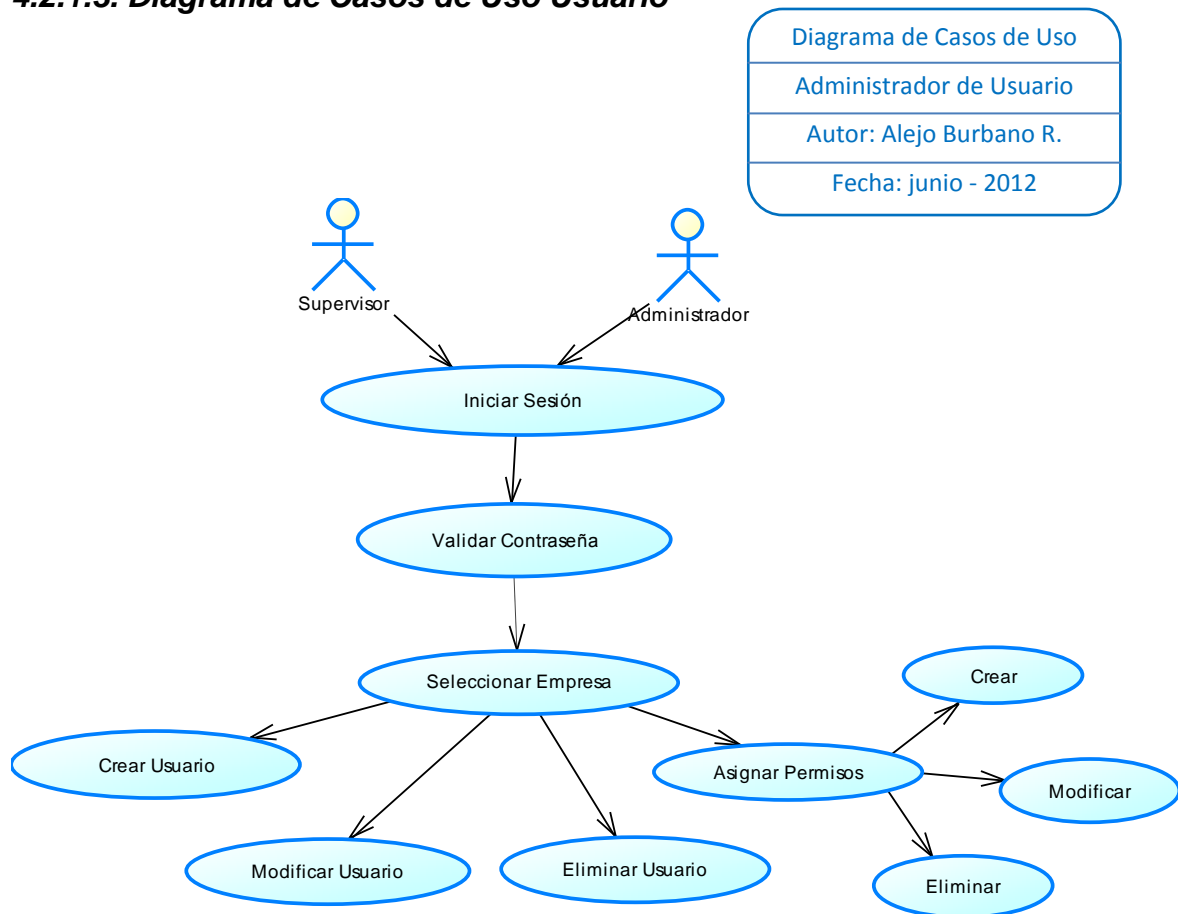 4.2.1.3. Diagrama de Casos de Uso Usuario
Diagrama de Casos de Uso
Administrador de Usuario
Autor: Alejo Burbano R.
Fecha: junio - 2012
Supervisor
Administrador
Iniciar Sesión
Validar Contraseña
Seleccionar Empresa
Crear
Crear Usuario
Asignar Permisos
Modificar
Modificar Usuario
Eliminar Usuario
Eliminar